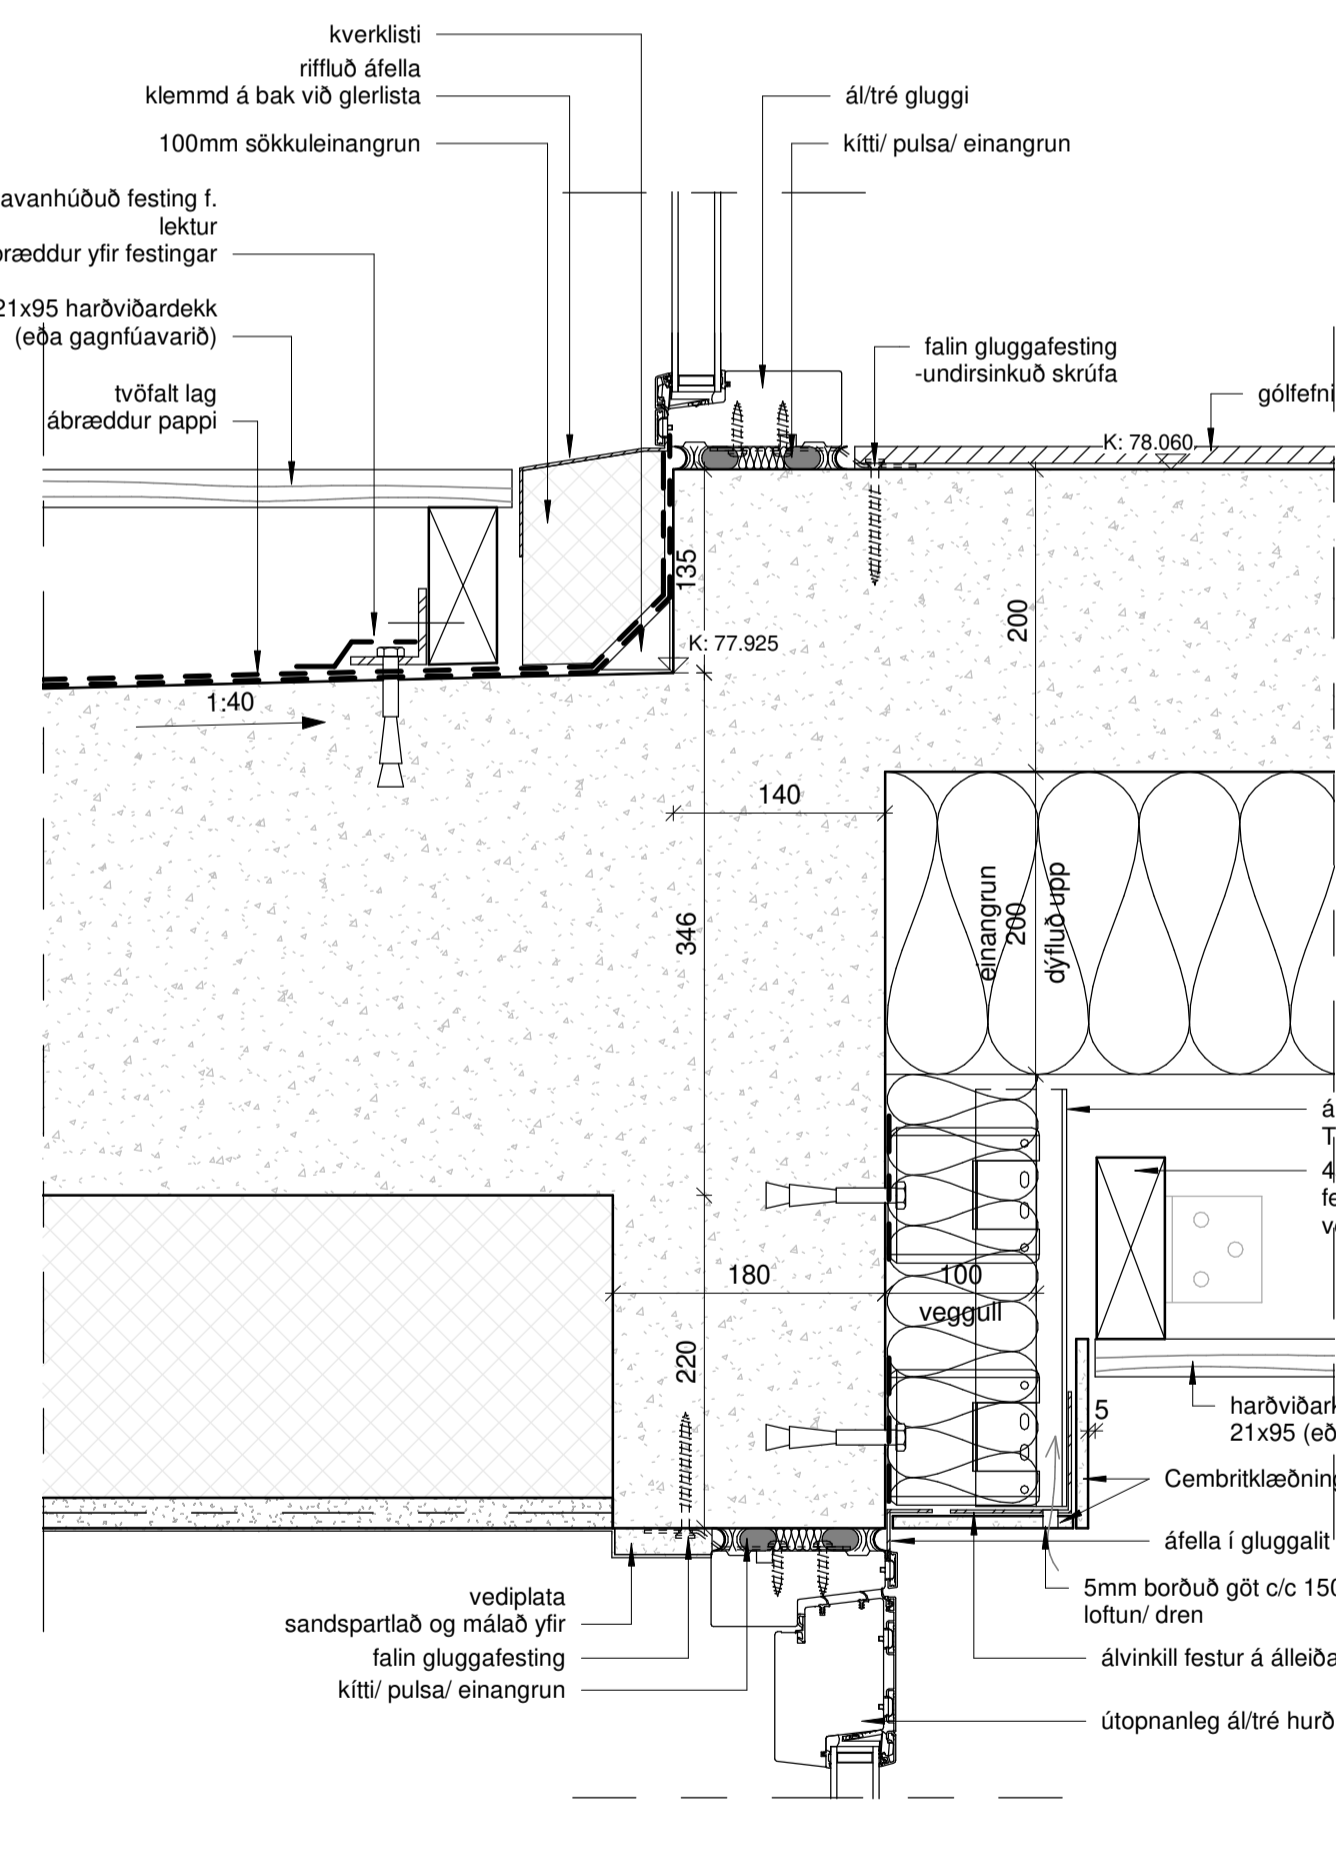 kverklisti
riffluð áfella
klemmd á bak við glerlista
100mm sökkuleinangrun
avanhúðuð festing f.
lektur
bræddur yfir festingar
21x95 harðviðardekk
(eða gagnfúavarið)
tvöfalt lag
ábræddur pappi
ál/tré gluggi
kítti/ pulsa/ einangrun
falin gluggafesting
-undirsinkuð skrúfa
gólfefni
K: 78.060
135
K: 77.925
200
1:40
140
346
einangrun
200
dýfluð upp
á
T
4
fe
v
180
100
veggull
220
5
harðviðark
21x95 (eð
Cembritklæðning
áfella í gluggalit
5mm borðuð göt c/c 150
loftun/ dren
álvinkill festur á álleiða
útopnanleg ál/tré hurð
vediplata
sandspartlað og málað yfir
falin gluggafesting
kítti/ pulsa/ einangrun